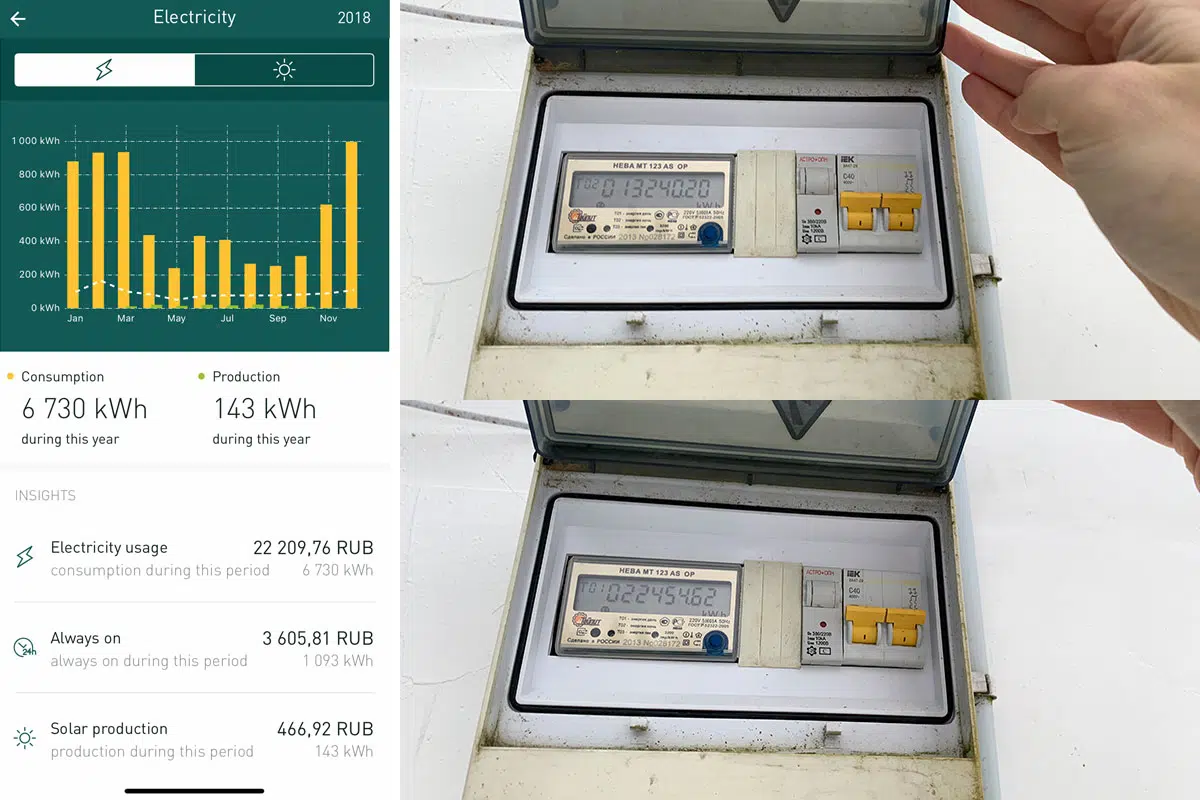 Electricity
2018
1 000 kWh
800 kWh
600 kWh
400 kWh
200 kWh
0 kWh
Jan
Mar
May
Jul
Sep
Nov
Consumption
6 730 kWh
during this year
Production
143 kWh
during this year
INSIGHTS
Electricity usage
22 209,76 RUB
consumption during this period
6 730 kWh
24h
Always on
3 605,81 RUB
always on during this period
1 093 kWh
Solar production
466,92 RUB
production during this period
143 kWh
НЕВА МТ 123 AS OP
T02 013240.20
kWh
Сделано в РОССИИ 2013 No028172
АСТРО*ОПН
IEK
C40
НЕВА МТ 123 AS OP
T01 022454.62
kWh
Сделано в РОССИИ 2013 No028172
АСТРО*ОПН
IEK
C40